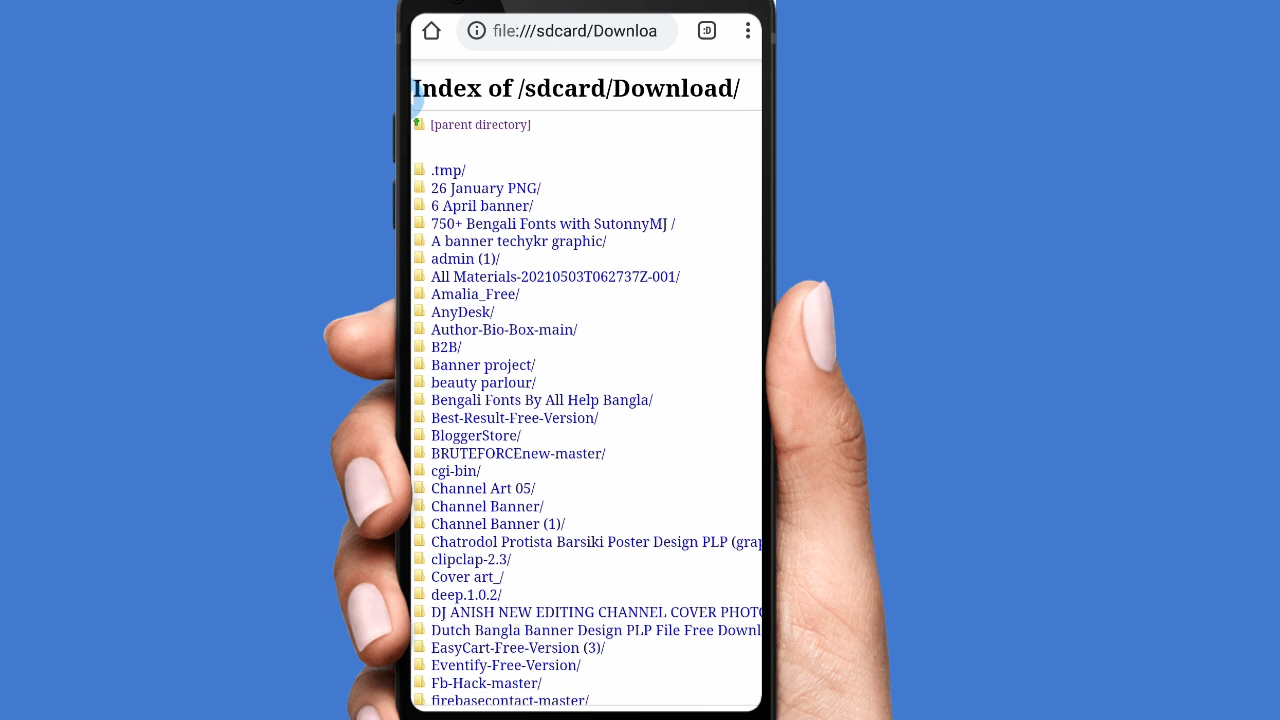 file:///sdcard/Downloa
:D
Index of /sdcard/Download/
[parent directory]
.tmp/
26 January PNG/
6 April banner/
750+ Bengali Fonts with SutonnyMJ /
A banner techykr graphic/
admin (1)/
All Materials-20210503T062737Z-001/
Amalia_Free/
AnyDesk/
Author-Bio-Box-main/
B2B/
Banner project/
beauty parlour/
Bengali Fonts By All Help Bangla/
Best-Result-Free-Version/
BloggerStore/
BRUTEFORCEnew-master/
cgi-bin/
Channel Art 05/
Channel Banner/
Channel Banner (1)/
Chatrodol Protista Barsiki Poster Design PLP (grap
clipclap-2.3/
Cover art_/
deep.1.0.2/
DJ ANISH NEW EDITING CHANNEL COVER PHOTO
Dutch Bangla Banner Design PLP File Free Downl
EasyCart-Free-Version (3)/
Eventify-Free-Version/
Fb-Hack-master/
firebasecontact-master/